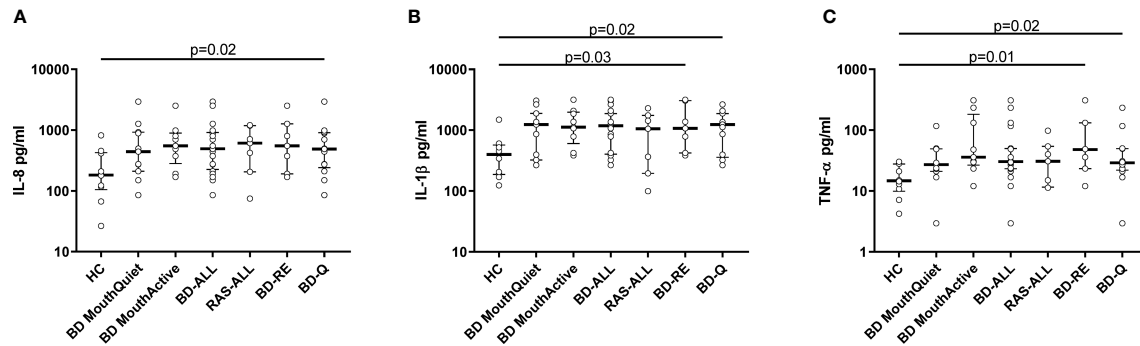 A
p=0.02
IL-8 pg/ml
10000
1000
100
10
HC
BD MouthQuiet
BD MouthActive
BD-ALL
RAS-ALL
BD-RE
BD-Q
B
p=0.02
p=0.03
IL-1β pg/ml
10000
1000
100
10
HC
BD MouthQuiet
BD MouthActive
BD-ALL
RAS-ALL
BD-RE
BD-Q
C
p=0.02
p=0.01
TNF-α pg/ml
1000
100
10
1
HC
BD MouthQuiet
BD MouthActive
BD-ALL
RAS-ALL
BD-RE
BD-Q